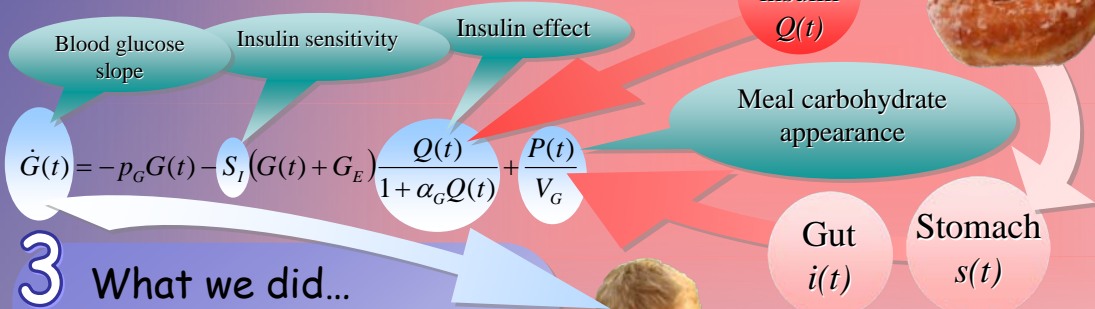 Q(t)
Blood glucose
slope
Insulin sensitivity
Insulin effect
Meal carbohydrate
appearance
Ġ(t) = −p_G G(t) − S_I (G(t) + G_E) Q(t) / (1 + α_G Q(t)) + P(t) / V_G
Gut
i(t)
Stomach
s(t)
3 What we did...